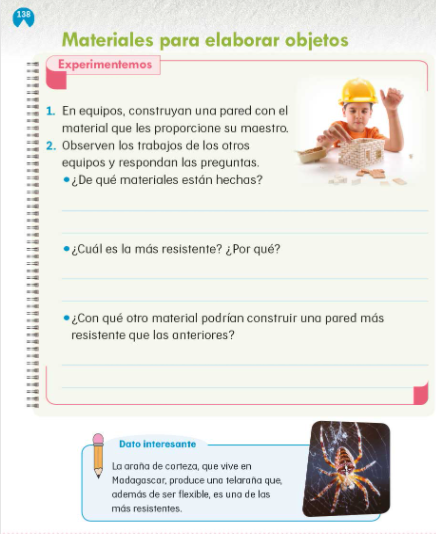 138
Materiales para elaborar objetos
Experimentemos
1. En equipos, construyan una pared con el
material que les proporcione su maestro.
2. Observen los trabajos de los otros
equipos y respondan las preguntas.
• ¿De qué materiales están hechas?
• ¿Cuál es la más resistente? ¿Por qué?
• ¿Con qué otro material podrían construir una pared más
resistente que las anteriores?
Dato interesante
La araña de corteza, que vive en
Madagascar, produce una telaraña que,
además de ser flexible, es una de las
más resistentes.